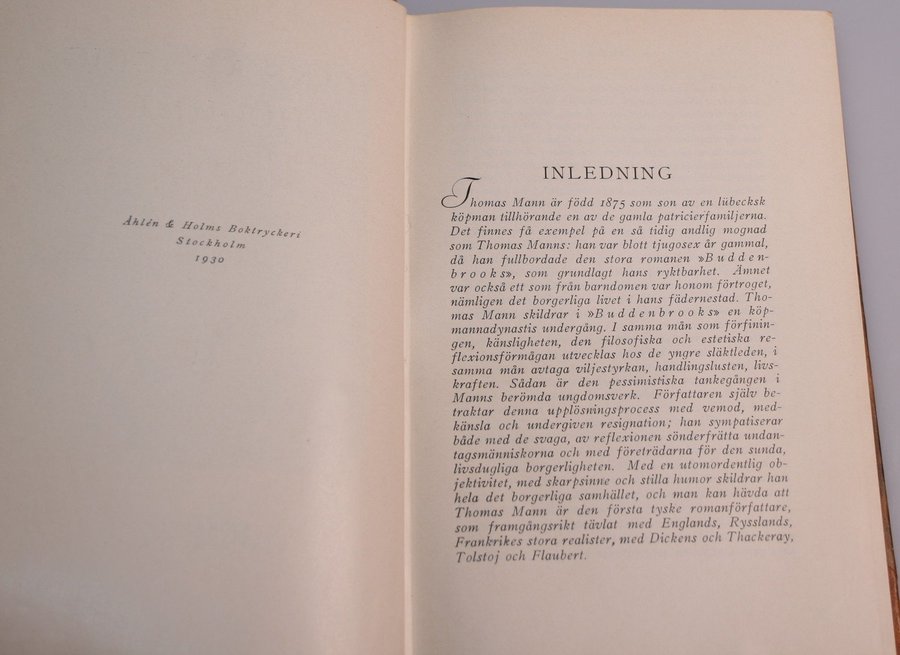 Åhlén & Holms Boktryckeri
Stockholm
1930
INLEDNING
Thomas Mann är född 1875 som son av en lübecksk
köpman tillhörande en av de gamla patricierfamiljerna.
Det finnes få exempel på en så tidig andlig mognad
som Thomas Manns: han var blott tjugosex år gammal,
då han fullbordade den stora romanen »Budden-
brooks», som grundlagt hans ryktbarhet. Ämnet
var också ett som från barndomen var honom förtroget,
nämligen det borgerliga livet i hans fädernestad. Tho-
mas Mann skildrar i »Buddenbrooks» en köp-
mannadynastis undergång. I samma mån som förfinin-
gen, känsligheten, den filosofiska och estetiska re-
flexionsförmågan utvecklas hos de yngre släktleden, i
samma mån avtaga viljestyrkan, handlingslusten, livs-
kraften. Sådan är den pessimistiska tankegången i
Manns berömda ungdomsverk. Författaren själv be-
traktar denna upplösningsprocess med vemod, med-
känsla och undergiven resignation; han sympatiserar
både med de svaga, av reflexionen sönderfrätta undan-
tagsmänniskorna och med företrädarna för den sunda,
livsdugliga borgerligheten. Med en utomordentlig ob-
jektivitet, med skarpsinne och stilla humor skildrar han
hela det borgerliga samhället, och man kan hävda att
Thomas Mann är den första tyske romanförfattare,
som framgångsrikt tävlat med Englands, Rysslands,
Frankrikes stora realister, med Dickens och Thackeray,
Tolstoj och Flaubert.